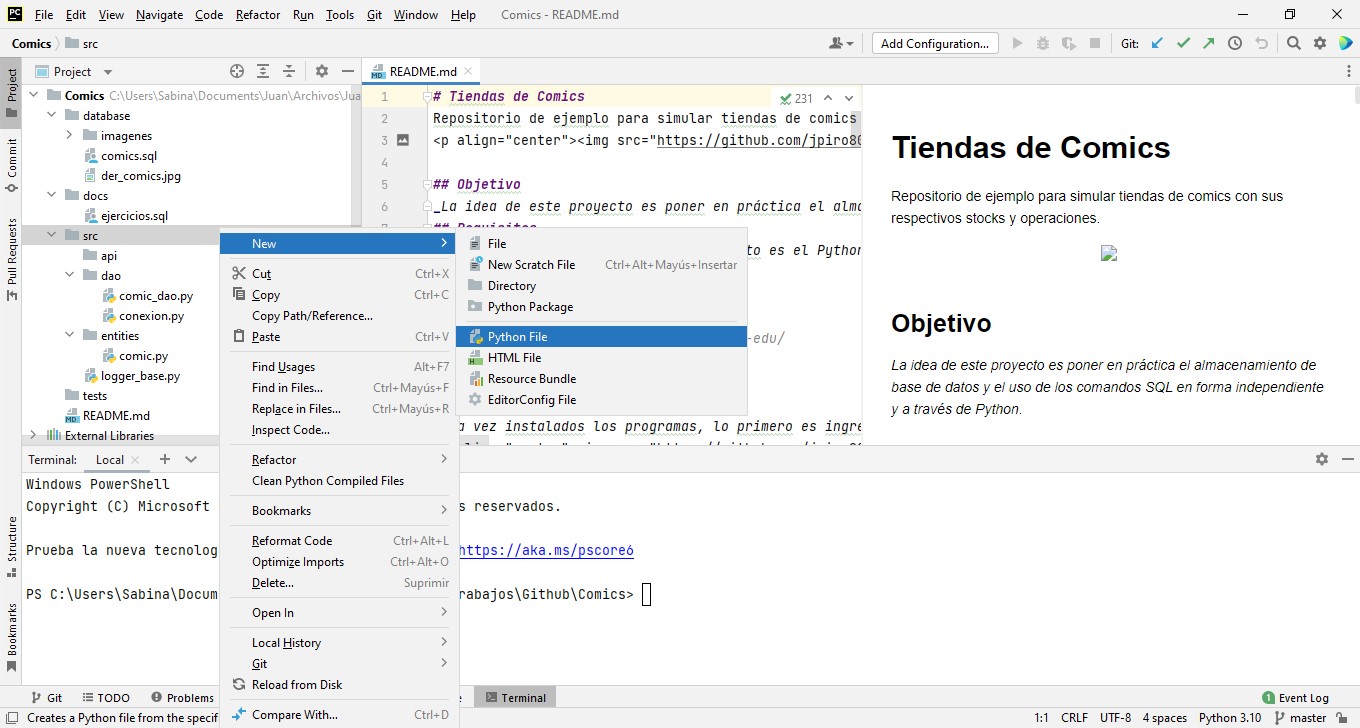 PC File Edit View Navigate Code Refactor Run Tools Git Window Help Comics - README.md
Comics src Add Configuration... Git:
Project README.md
Project
Commit
Pull Requests
Structure
Bookmarks
Comics C:\Users\Sabina\Documents\Juan\Archivos\Jua
database
imagenes
comics.sql
der_comics.jpg
docs
ejercicios.sql
src
api
dao
comic_dao.py
conexion.py
entities
comic.py
logger_base.py
tests
README.md
External Libraries
1 # Tiendas de Comics 231
2 Repositorio de ejemplo para simular tiendas de comics
3 <p align="center"><img src="https://github.com/jpiro80
4
5 ## Objetivo
6 _La idea de este proyecto es poner en práctica el alma
## Requisitos
to es el Python
-edu/
a vez instalados los programas, lo primero es ingre
Tiendas de Comics
Repositorio de ejemplo para simular tiendas de comics con sus
respectivos stocks y operaciones.
Objetivo
La idea de este proyecto es poner en práctica el almacenamiento de
base de datos y el uso de los comandos SQL en forma independiente
y a través de Python.
New
Cut Ctrl+X
Copy Ctrl+C
Copy Path/Reference...
Paste Ctrl+V
Find Usages Alt+F7
Find in Files... Ctrl+Mayús+F
Replace in Files... Ctrl+Mayús+R
Inspect Code...
Refactor
Clean Python Compiled Files
Bookmarks
Reformat Code Ctrl+Alt+L
Optimize Imports Ctrl+Alt+O
Delete... Suprimir
Open In
Local History
Git
Reload from Disk
Compare With... Ctrl+D
File
New Scratch File Ctrl+Alt+Mayús+Insertar
Directory
Python Package
Python File
HTML File
Resource Bundle
EditorConfig File
Terminal: Local
Windows PowerShell
Copyright (C) Microsoft s reservados.
Prueba la nueva tecnolog https://aka.ms/pscore6
PS C:\Users\Sabina\Docum rabajos\Github\Comics>
Git TODO Problems Terminal 1 Event Log
Creates a Python file from the specif 1:1 CRLF UTF-8 4 spaces Python 3.10 master